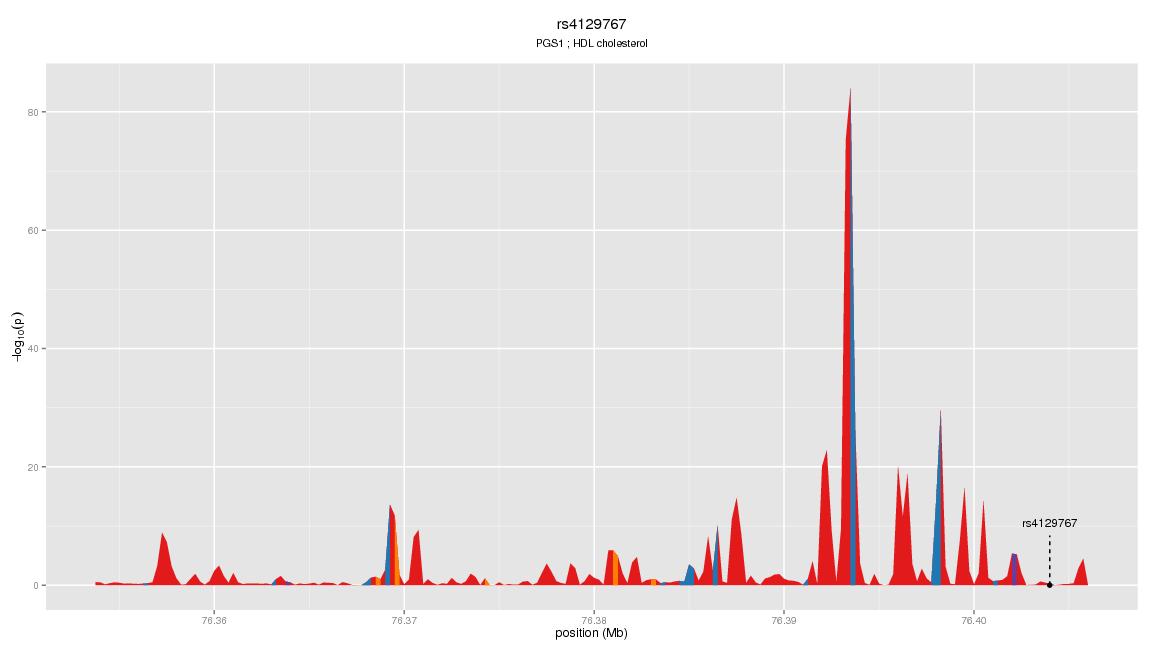 rs4129767
PGS1 ; HDL cholesterol
−log10(p)
80
60
40
20
0
rs4129767
76.36 76.37 76.38 76.39 76.40
position (Mb)